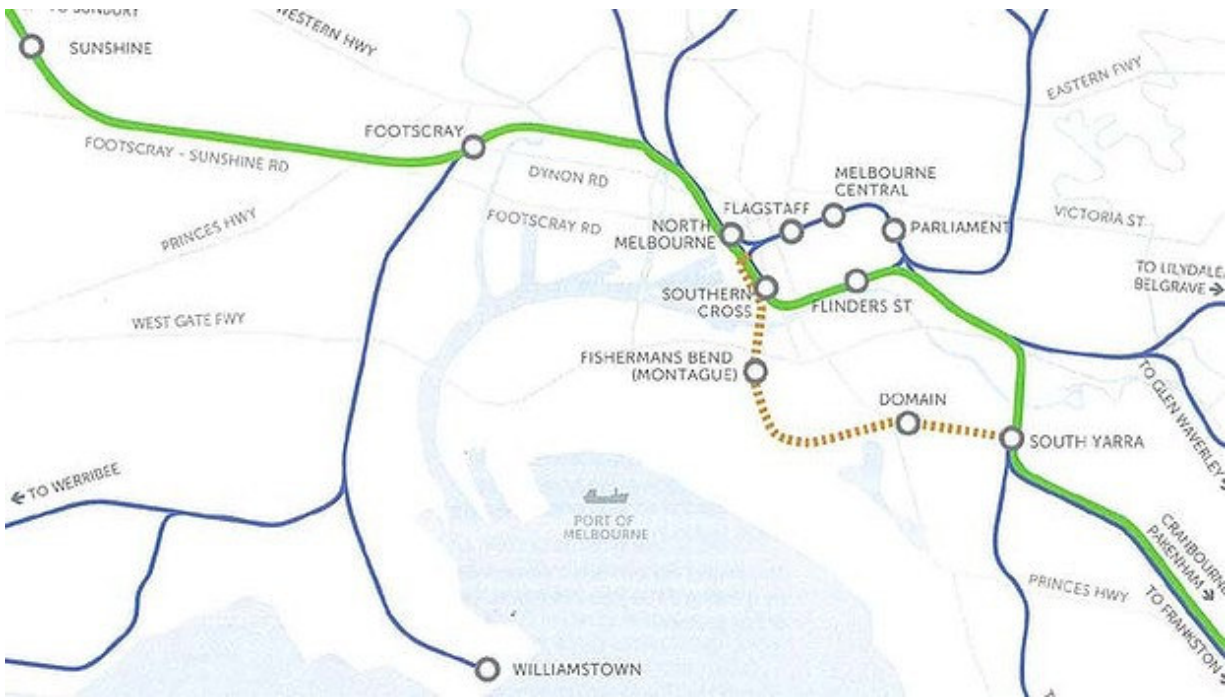 TO SUNBURY
SUNSHINE
WESTERN HWY
EASTERN FWY
FOOTSCRAY
FOOTSCRAY - SUNSHINE RD
DYNON RD
MELBOURNE
CENTRAL
FLAGSTAFF
PARLIAMENT
VICTORIA ST
PRINCES HWY
FOOTSCRAY RD
NORTH
MELBOURNE
TO LILYDALE,
BELGRAVE →
SOUTHERN
CROSS
FLINDERS ST
WEST GATE FWY
FISHERMANS BEND
(MONTAGUE)
DOMAIN
TO GLEN WAVERLEY →
SOUTH YARRA
← TO WERRIBEE
PORT OF
MELBOURNE
CRANBOURNE
PAKENHAM →
PRINCES HWY
TO FRANKSTON →
WILLIAMSTOWN